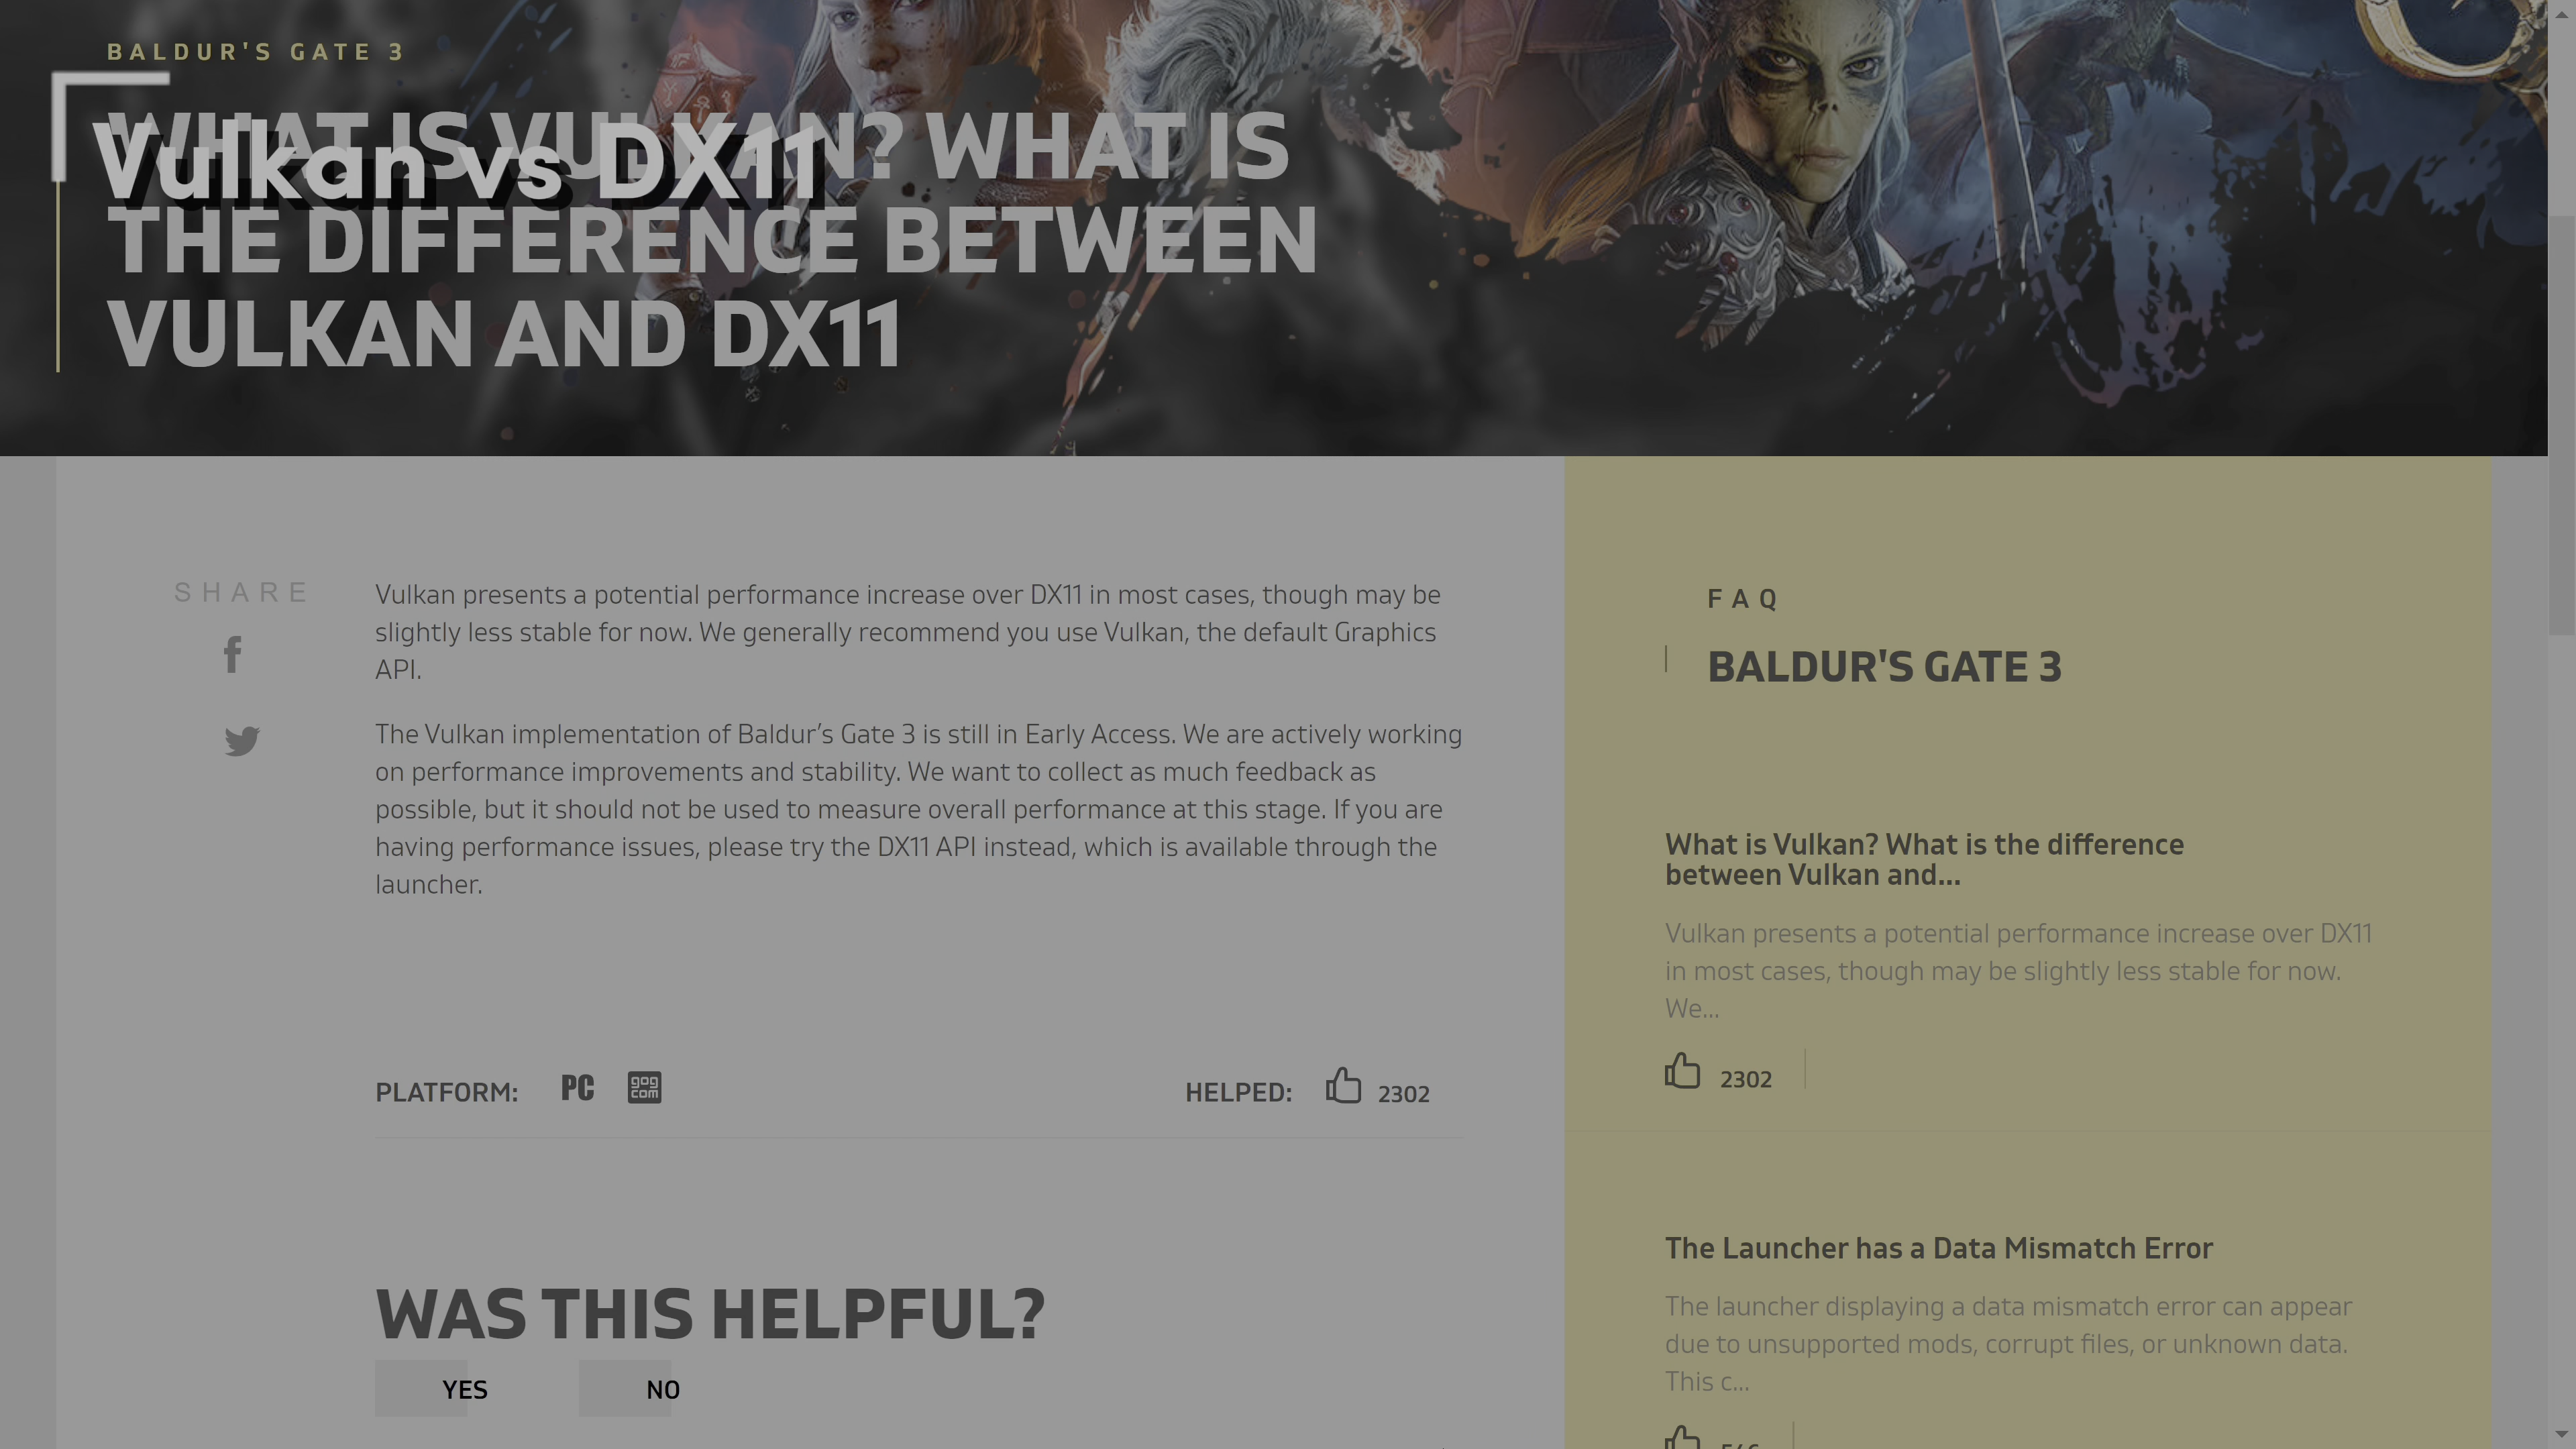 BALDUR'S GATE 3
Vulkan vs DX11
WHAT IS VULKAN? WHAT IS
THE DIFFERENCE BETWEEN
VULKAN AND DX11
SHARE
Vulkan presents a potential performance increase over DX11 in most cases, though may be
slightly less stable for now. We generally recommend you use Vulkan, the default Graphics
API.
The Vulkan implementation of Baldur’s Gate 3 is still in Early Access. We are actively working
on performance improvements and stability. We want to collect as much feedback as
possible, but it should not be used to measure overall performance at this stage. If you are
having performance issues, please try the DX11 API instead, which is available through the
launcher.
PLATFORM: PC gog com
HELPED: 2302
WAS THIS HELPFUL?
YES NO
FAQ
BALDUR'S GATE 3
What is Vulkan? What is the difference
between Vulkan and...
Vulkan presents a potential performance increase over DX11
in most cases, though may be slightly less stable for now.
We...
2302
The Launcher has a Data Mismatch Error
The launcher displaying a data mismatch error can appear
due to unsupported mods, corrupt files, or unknown data.
This c...